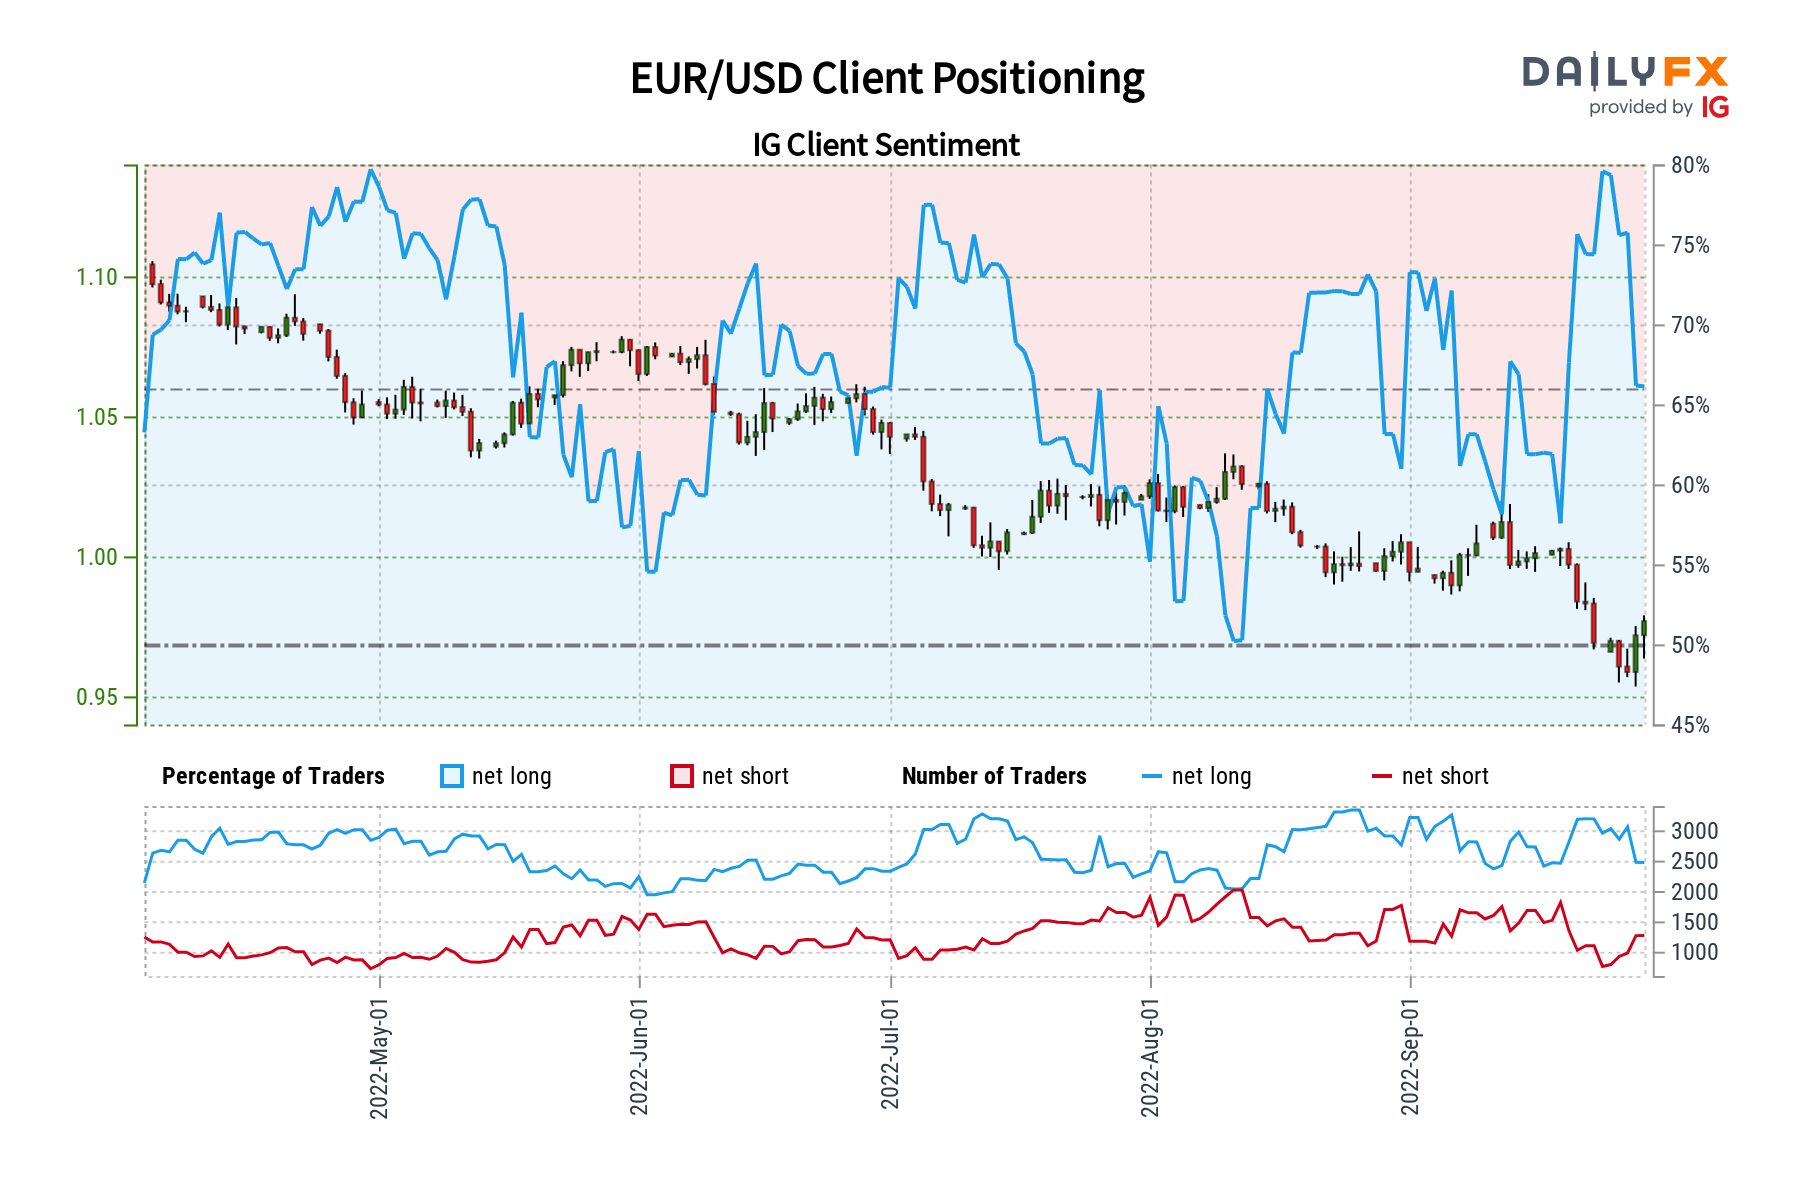 EUR/USD Client Positioning
DAILYFX
provided by IG
IG Client Sentiment
80%
75%
1.10
70%
65%
1.05
60%
1.00
55%
50%
0.95
45%
Percentage of Traders net long net short Number of Traders net long net short
3000
2500
2000
1500
1000
2022-May-01
2022-Jun-01
2022-Jul-01
2022-Aug-01
2022-Sep-01